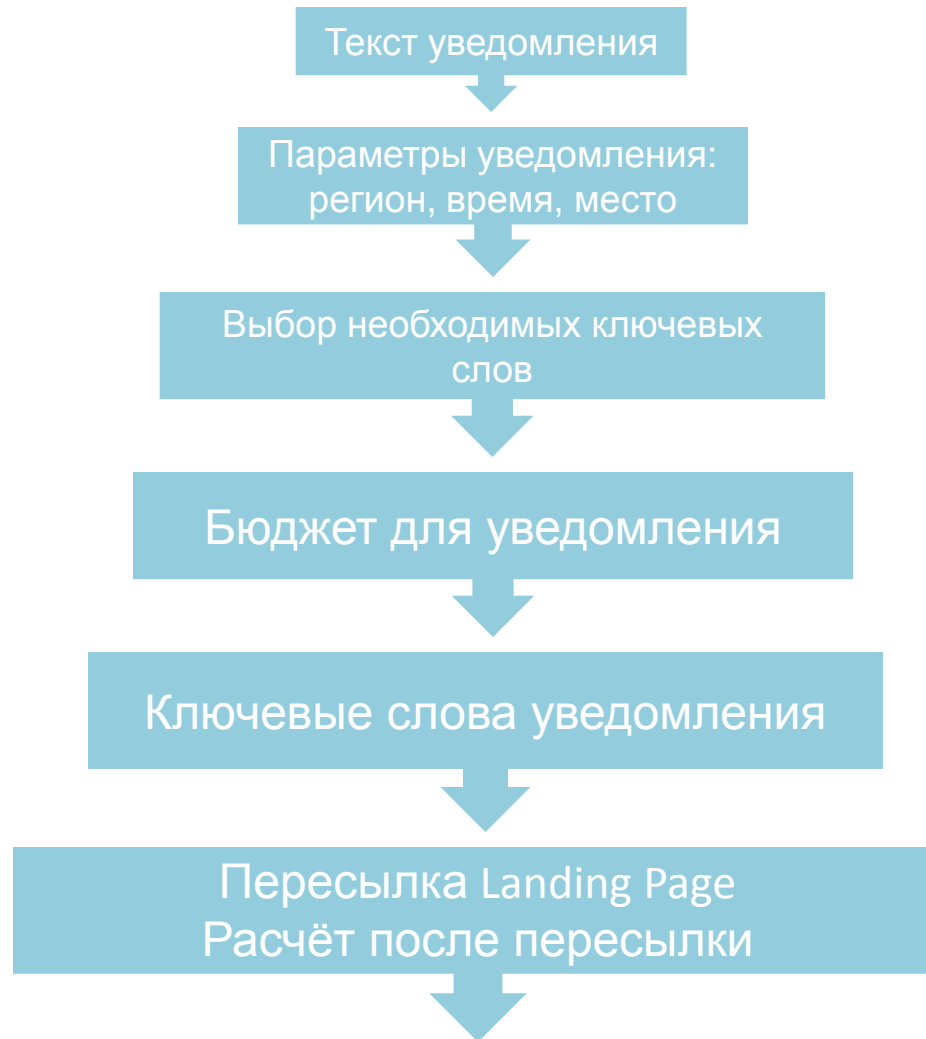 Текст уведомления
Параметры уведомления:
регион, время, место
Выбор необходимых ключевых
слов
Бюджет для уведомления
Ключевые слова уведомления
Пересылка Landing Page
Расчёт после пересылки